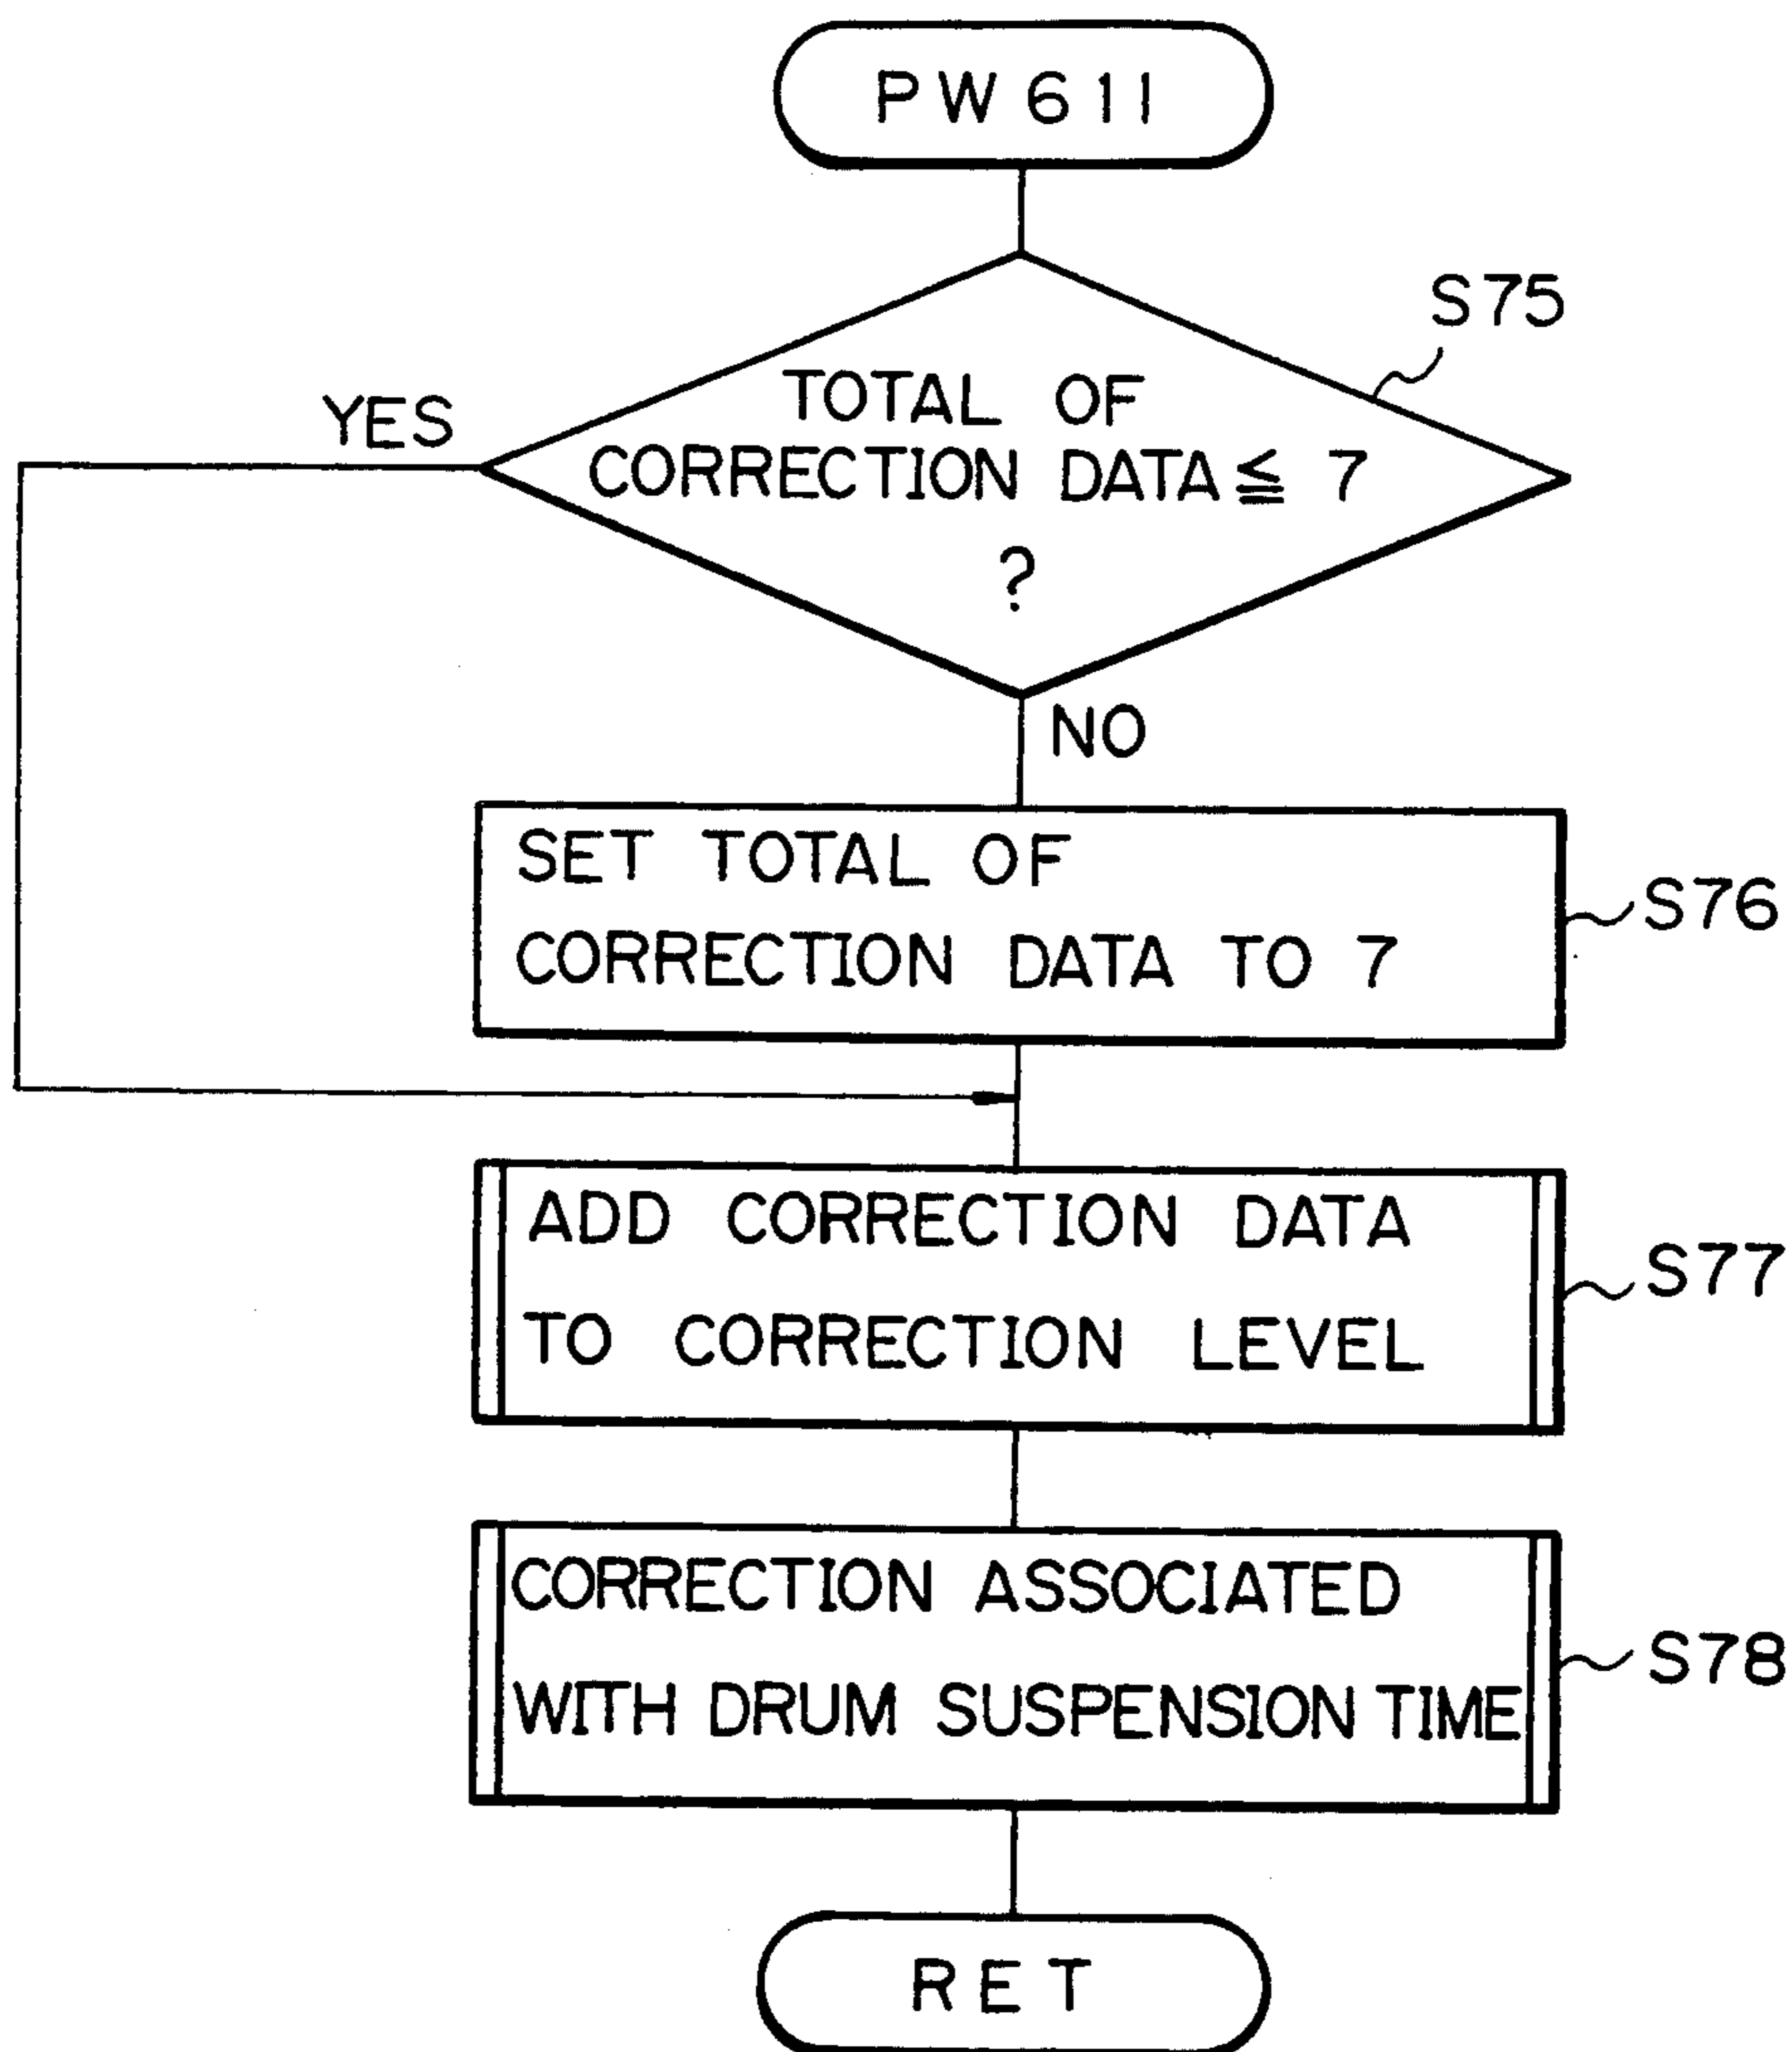 PW611
S75
YES
TOTAL OF
CORRECTION DATA ≦ 7
?
NO
SET TOTAL OF
CORRECTION DATA TO 7
S76
ADD CORRECTION DATA
TO CORRECTION LEVEL
S77
CORRECTION ASSOCIATED
WITH DRUM SUSPENSION TIME
S78
RET